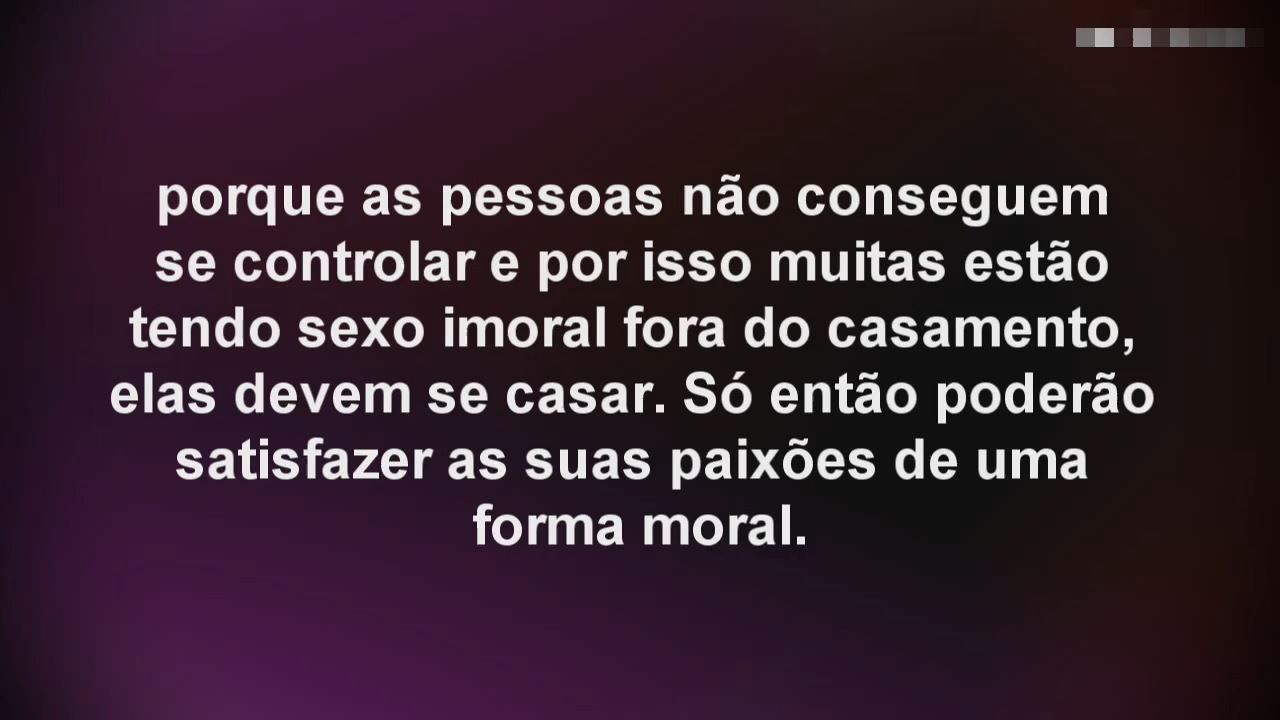 porque as pessoas não conseguem
se controlar e por isso muitas estão
tendo sexo imoral fora do casamento,
elas devem se casar. Só então poderão
satisfazer as suas paixões de uma
forma moral.